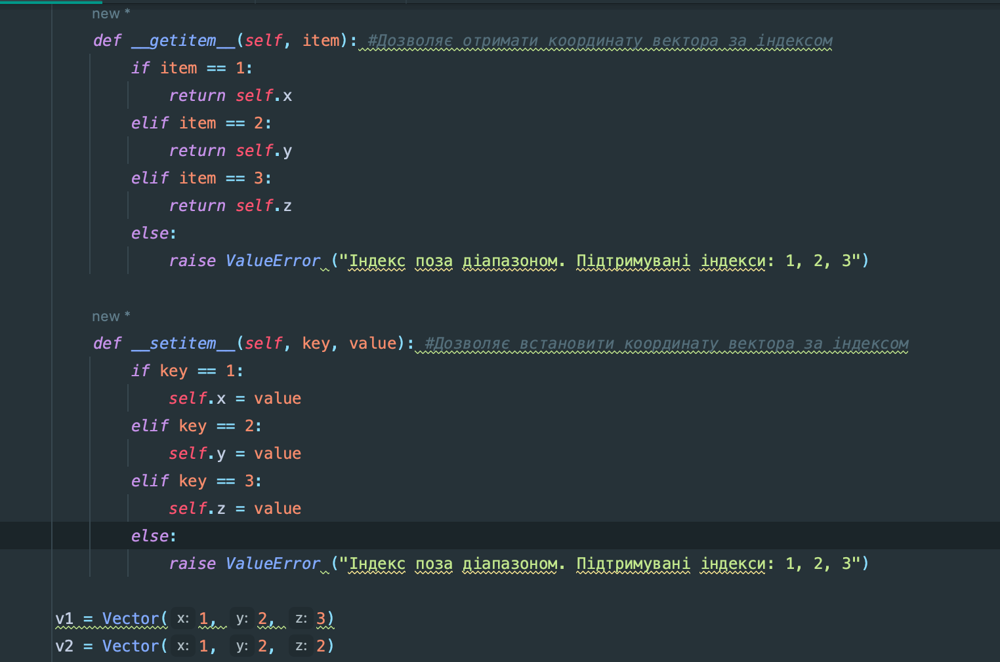 new *
def __getitem__(self, item): #Дозволяє отримати координату вектора за індексом
if item == 1:
return self.x
elif item == 2:
return self.y
elif item == 3:
return self.z
else:
raise ValueError ("Індекс поза діапазоном. Підтримувані індекси: 1, 2, 3")
new *
def __setitem__(self, key, value): #Дозволяє встановити координату вектора за індексом
if key == 1:
self.x = value
elif key == 2:
self.y = value
elif key == 3:
self.z = value
else:
raise ValueError ("Індекс поза діапазоном. Підтримувані індекси: 1, 2, 3")
v1 = Vector( x: 1, y: 2, z: 3)
v2 = Vector( x: 1, y: 2, z: 2)